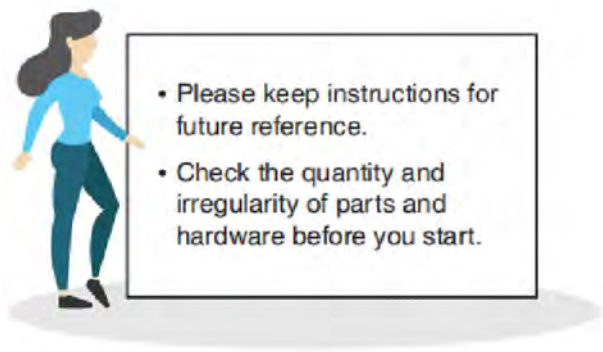 • Please keep instructions for
future reference.
• Check the quantity and
irregularity of parts and
hardware before you start.